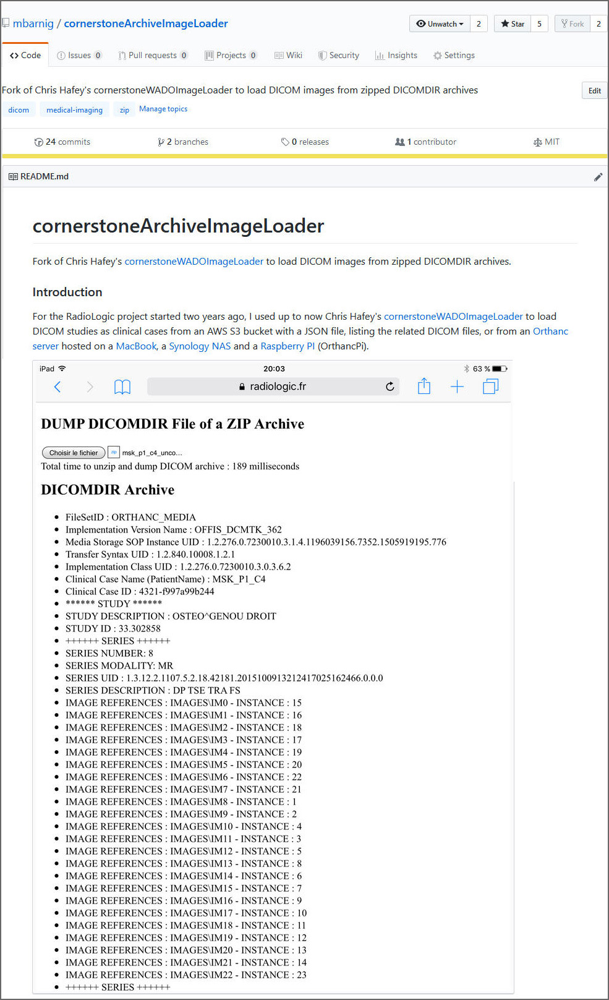 mbarnig / cornerstoneArchiveImageLoader
Unwatch 2 Star 5 Fork 2
Code Issues 0 Pull requests 0 Projects 0 Wiki Security Insights Settings
Fork of Chris Hafey's cornerstoneWADOImageLoader to load DICOM images from zipped DICOMDIR archives
Edit
dicom medical-imaging zip Manage topics
24 commits 2 branches 0 releases 1 contributor MIT
README.md
cornerstoneArchiveImageLoader
Fork of Chris Hafey's cornerstoneWADOImageLoader to load DICOM images from zipped DICOMDIR archives.
Introduction
For the RadioLogic project started two years ago, I used up to now Chris Hafey's cornerstoneWADOImageLoader to load
DICOM studies as clinical cases from an AWS S3 bucket with a JSON file, listing the related DICOM files, or from an Orthanc
server hosted on a MacBook, a Synology NAS and a Raspberry PI (OrthancPi).
iPad 20:03 63 %
radiologic.fr
DUMP DICOMDIR File of a ZIP Archive
Choisir le fichier zip msk_p1_c4_unco...
Total time to unzip and dump DICOM archive : 189 milliseconds
DICOMDIR Archive
• FileSetID : ORTHANC_MEDIA
• Implementation Version Name : OFFIS_DCMTK_362
• Media Storage SOP Instance UID : 1.2.276.0.7230010.3.1.4.1196039156.7352.1505919195.776
• Transfer Syntax UID : 1.2.840.10008.1.2.1
• Implementation Class UID : 1.2.276.0.7230010.3.0.3.6.2
• Clinical Case Name (PatientName) : MSK_P1_C4
• Clinical Case ID : 4321-f997a99b244
• ****** STUDY ******
• STUDY DESCRIPTION : OSTEO^GENOU DROIT
• STUDY ID : 33.302858
• ++++++ SERIES ++++++
• SERIES NUMBER: 8
• SERIES MODALITY: MR
• SERIES UID : 1.3.12.2.1107.5.2.18.42181.2015100913212417025162466.0.0.0
• SERIES DESCRIPTION : DP TSE TRA FS
• IMAGE REFERENCES : IMAGES\IM0 - INSTANCE : 15
• IMAGE REFERENCES : IMAGES\IM1 - INSTANCE : 16
• IMAGE REFERENCES : IMAGES\IM2 - INSTANCE : 18
• IMAGE REFERENCES : IMAGES\IM3 - INSTANCE : 17
• IMAGE REFERENCES : IMAGES\IM4 - INSTANCE : 19
• IMAGE REFERENCES : IMAGES\IM5 - INSTANCE : 20
• IMAGE REFERENCES : IMAGES\IM6 - INSTANCE : 22
• IMAGE REFERENCES : IMAGES\IM7 - INSTANCE : 21
• IMAGE REFERENCES : IMAGES\IM8 - INSTANCE : 1
• IMAGE REFERENCES : IMAGES\IM9 - INSTANCE : 2
• IMAGE REFERENCES : IMAGES\IM10 - INSTANCE : 4
• IMAGE REFERENCES : IMAGES\IM11 - INSTANCE : 3
• IMAGE REFERENCES : IMAGES\IM12 - INSTANCE : 5
• IMAGE REFERENCES : IMAGES\IM13 - INSTANCE : 8
• IMAGE REFERENCES : IMAGES\IM14 - INSTANCE : 6
• IMAGE REFERENCES : IMAGES\IM15 - INSTANCE : 7
• IMAGE REFERENCES : IMAGES\IM16 - INSTANCE : 9
• IMAGE REFERENCES : IMAGES\IM17 - INSTANCE : 10
• IMAGE REFERENCES : IMAGES\IM18 - INSTANCE : 11
• IMAGE REFERENCES : IMAGES\IM19 - INSTANCE : 12
• IMAGE REFERENCES : IMAGES\IM20 - INSTANCE : 13
• IMAGE REFERENCES : IMAGES\IM21 - INSTANCE : 14
• IMAGE REFERENCES : IMAGES\IM22 - INSTANCE : 23
• ++++++ SERIES ++++++